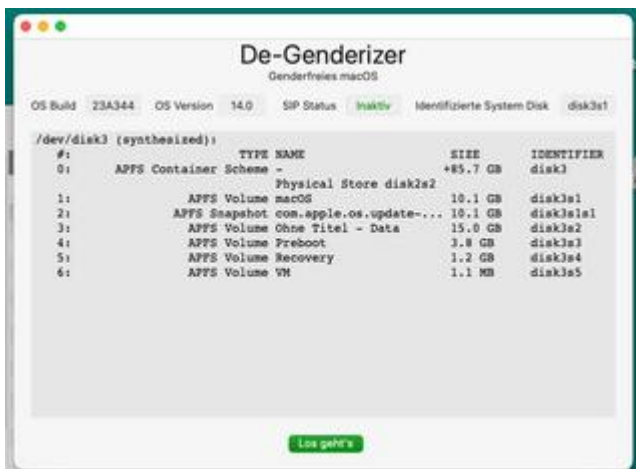 De-Genderizer
Genderfreies macOS
OS Build 23A344 OS Version 14.0 SIP Status Inaktiv Identifizierte System Disk disk3s1
/dev/disk3 (synthesized):
#: TYPE NAME SIZE IDENTIFIER
0: APFS Container Scheme - +85.7 GB disk3
Physical Store disk2s2
1: APFS Volume macOS 10.1 GB disk3s1
2: APFS Snapshot com.apple.os.update-... 10.1 GB disk3s1s1
3: APFS Volume Ohne Titel - Data 15.0 GB disk3s2
4: APFS Volume Preboot 3.8 GB disk3s3
5: APFS Volume Recovery 1.2 GB disk3s4
6: APFS Volume VM 1.1 MB disk3s5
Los geht's